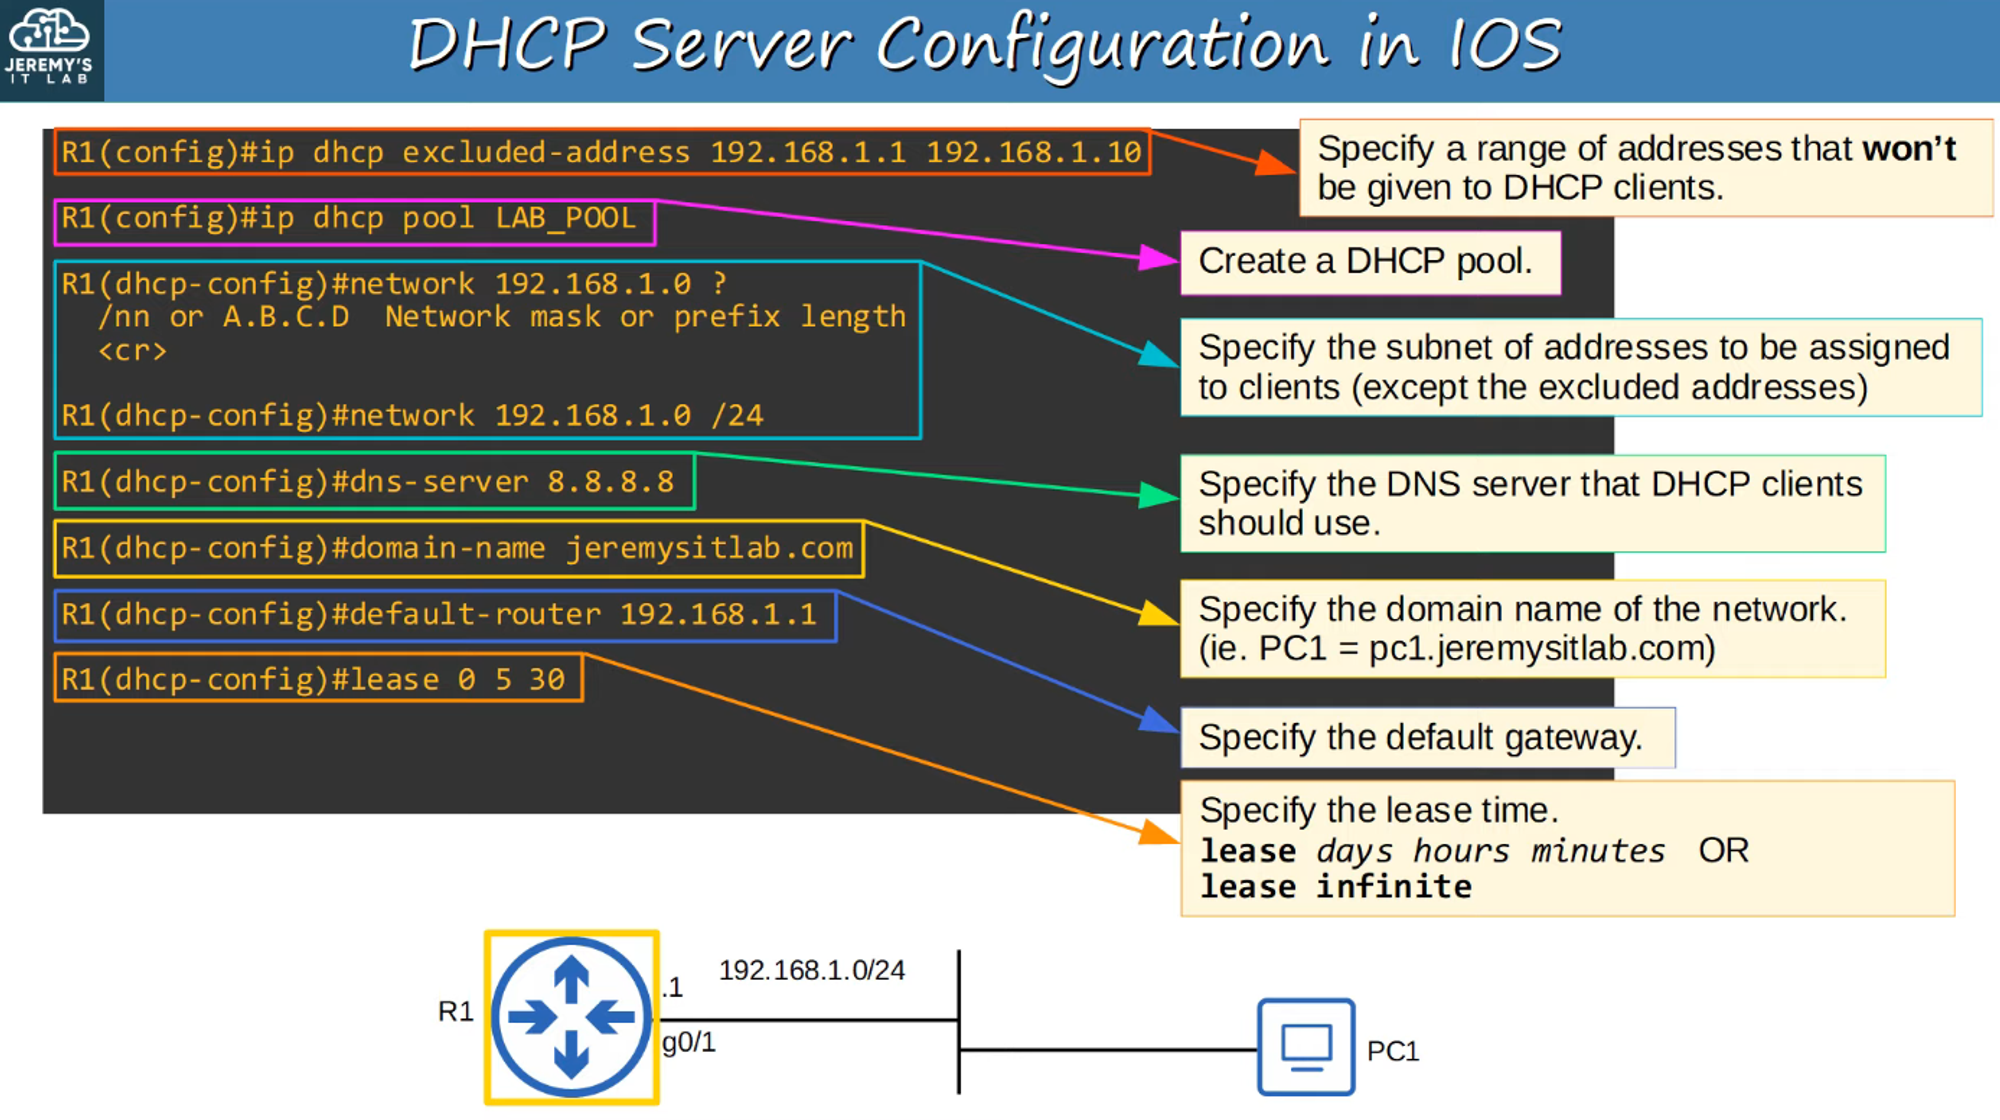 JEREMY'S
IT LAB
DHCP Server Configuration in IOS
R1(config)#ip dhcp excluded-address 192.168.1.1 192.168.1.10
Specify a range of addresses that won't
be given to DHCP clients.
R1(config)#ip dhcp pool LAB_POOL
Create a DHCP pool.
R1(dhcp-config)#network 192.168.1.0 ?
/nn or A.B.C.D  Network mask or prefix length
<cr>
R1(dhcp-config)#network 192.168.1.0 /24
Specify the subnet of addresses to be assigned
to clients (except the excluded addresses)
R1(dhcp-config)#dns-server 8.8.8.8
Specify the DNS server that DHCP clients
should use.
R1(dhcp-config)#domain-name jeremysitlab.com
Specify the domain name of the network.
(ie. PC1 = pc1.jeremysitlab.com)
R1(dhcp-config)#default-router 192.168.1.1
Specify the default gateway.
R1(dhcp-config)#lease 0 5 30
Specify the lease time.
lease days hours minutes OR
lease infinite
R1
.1
192.168.1.0/24
g0/1
PC1